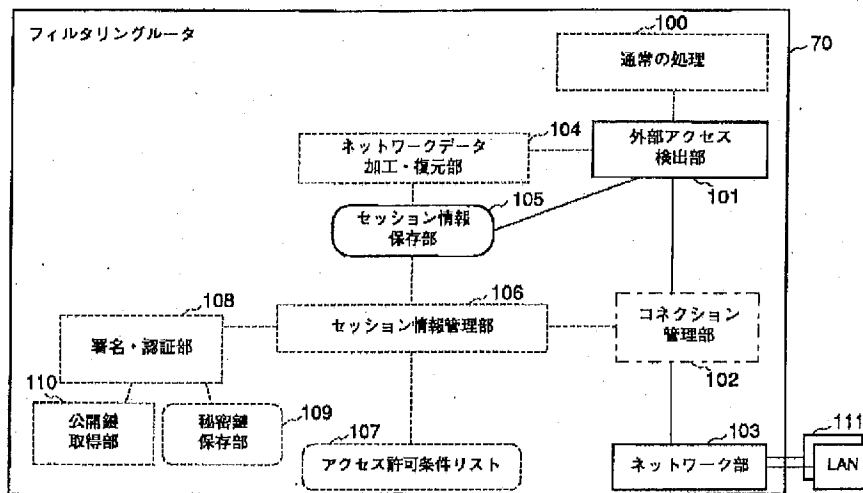 フィルタリングルータ
100
通常の処理
70
104
ネットワークデータ
加工・復元部
外部アクセス
検出部
101
105
セッション情報
保存部
108
署名・認証部
106
セッション情報管理部
コネクション
管理部
102
110
公開鍵
取得部
秘密鍵
保存部
109
107
アクセス許可条件リスト
103
ネットワーク部
111
LAN